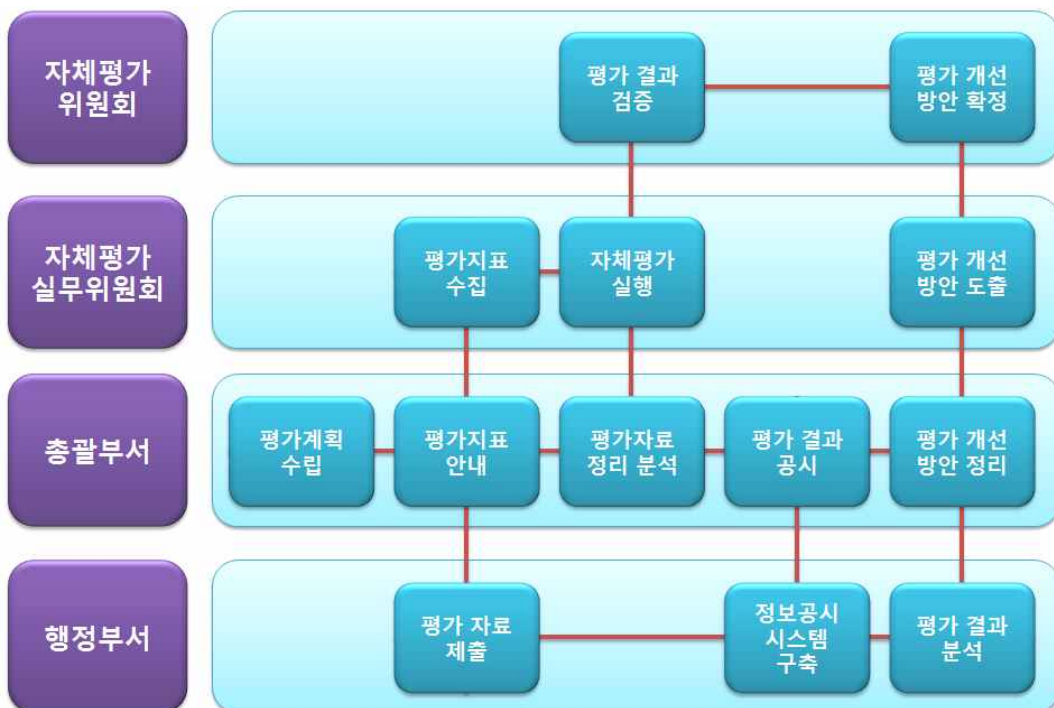 자체평가
위원회
평가 결과
검증
평가 개선
방안 확정
자체평가
실무위원회
평가지표
수집
자체평가
실행
평가 개선
방안 도출
총괄부서
평가계획
수립
평가지표
안내
평가자료
정리 분석
평가 결과
공시
평가 개선
방안 정리
행정부서
평가 자료
제출
정보공시
시스템
구축
평가 결과
분석